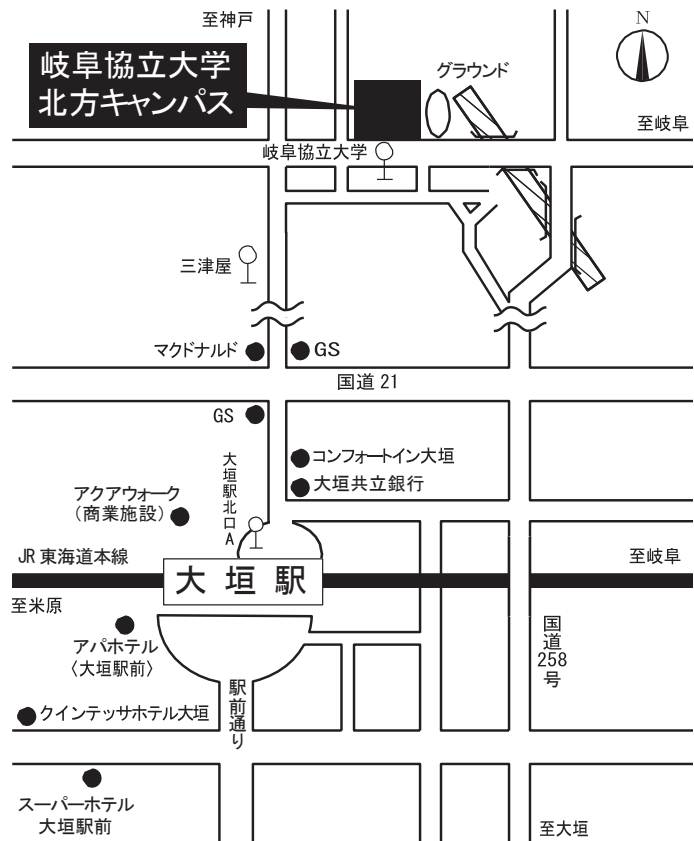 至神戸
N
岐阜協立大学
北方キャンパス
グラウンド
至岐阜
岐阜協立大学
三津屋
マクドナルド
GS
国道 21
GS
大垣駅北口A
コンフォートイン大垣
大垣共立銀行
アクアウォーク
（商業施設）
JR 東海道本線
大垣駅
至岐阜
至米原
アパホテル
〈大垣駅前〉
国道258号
駅前通り
クインテッサホテル大垣
スーパーホテル
大垣駅前
至大垣